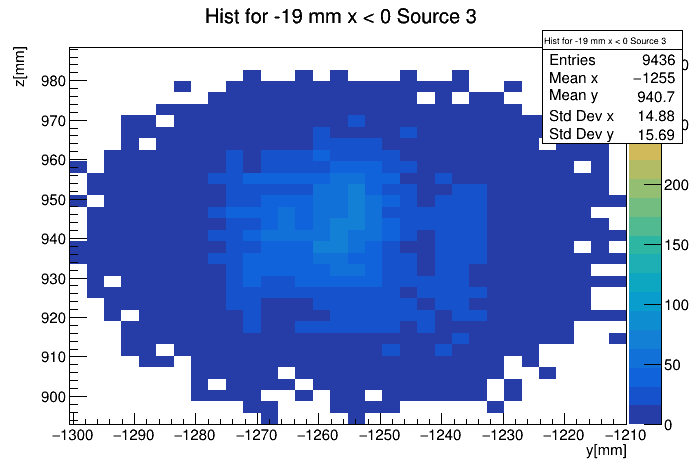 Hist for -19 mm x < 0 Source 3
z[mm]
Hist for -19 mm x < 0 Source 3
Entries 9436
Mean x −1255
Mean y 940.7
Std Dev x 14.88
Std Dev y 15.69
980
970
960
950
940
930
920
910
900
200
150
100
50
0
−1300 −1290 −1280 −1270 −1260 −1250 −1240 −1230 −1220 −1210
y[mm]